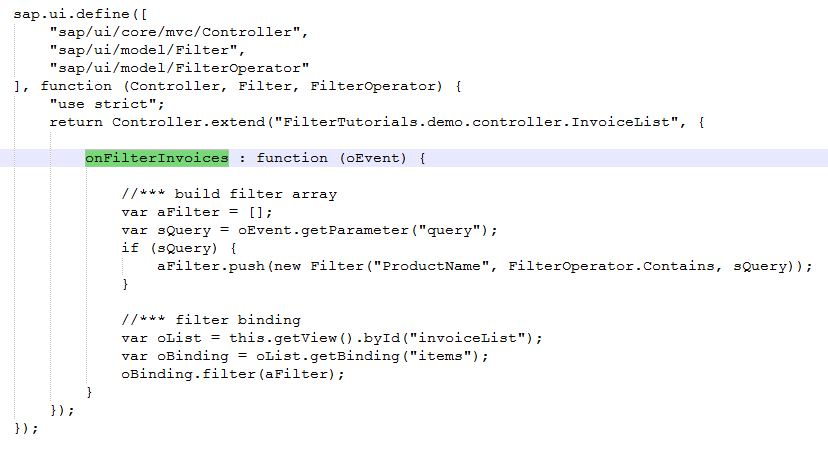 sap.ui.define([
"sap/ui/core/mvc/Controller",
"sap/ui/model/Filter",
"sap/ui/model/FilterOperator"
], function (Controller, Filter, FilterOperator) {
"use strict";
return Controller.extend("FilterTutorials.demo.controller.InvoiceList", {
onFilterInvoices : function (oEvent) {
//*** build filter array
var aFilter = [];
var sQuery = oEvent.getParameter("query");
if (sQuery) {
aFilter.push(new Filter("ProductName", FilterOperator.Contains, sQuery));
}
//*** filter binding
var oList = this.getView().byId("invoiceList");
var oBinding = oList.getBinding("items");
oBinding.filter(aFilter);
}
});
});